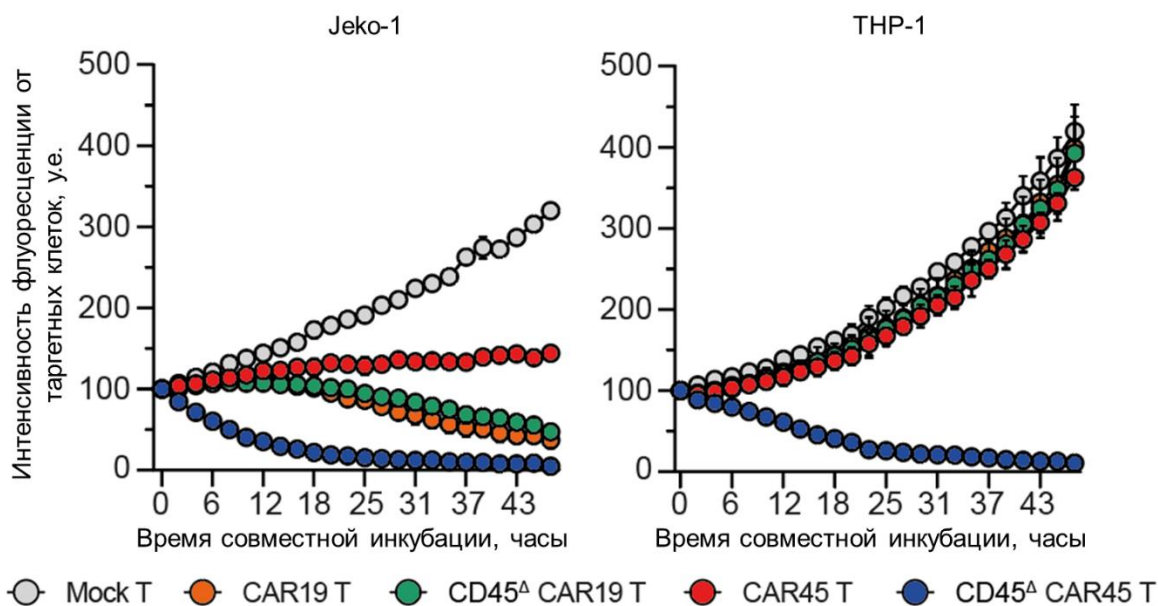 Jeko-1
THP-1
Интенсивность флуоресценции от
таргетных клеток, у.е.
500
400
300
200
100
0
0 6 12 18 25 31 37 43
Время совместной инкубации, часы
500
400
300
200
100
0
0 6 12 18 25 31 37 43
Время совместной инкубации, часы
Mock T CAR19 T CD45Δ CAR19 T CAR45 T CD45Δ CAR45 T